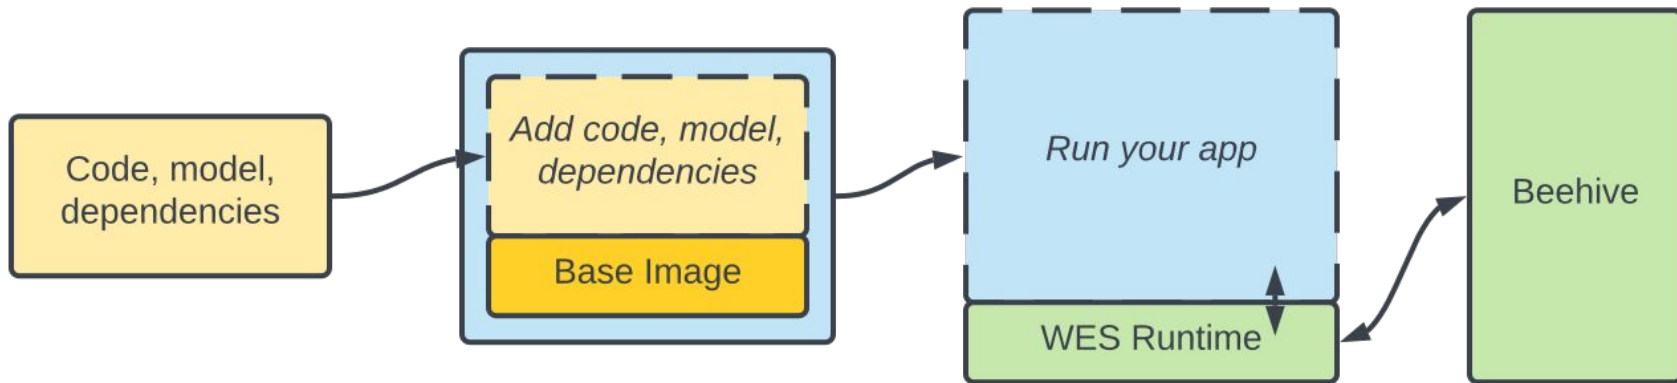 Code, model,
dependencies
Add code, model,
dependencies
Base Image
Run your app
WES Runtime
Beehive